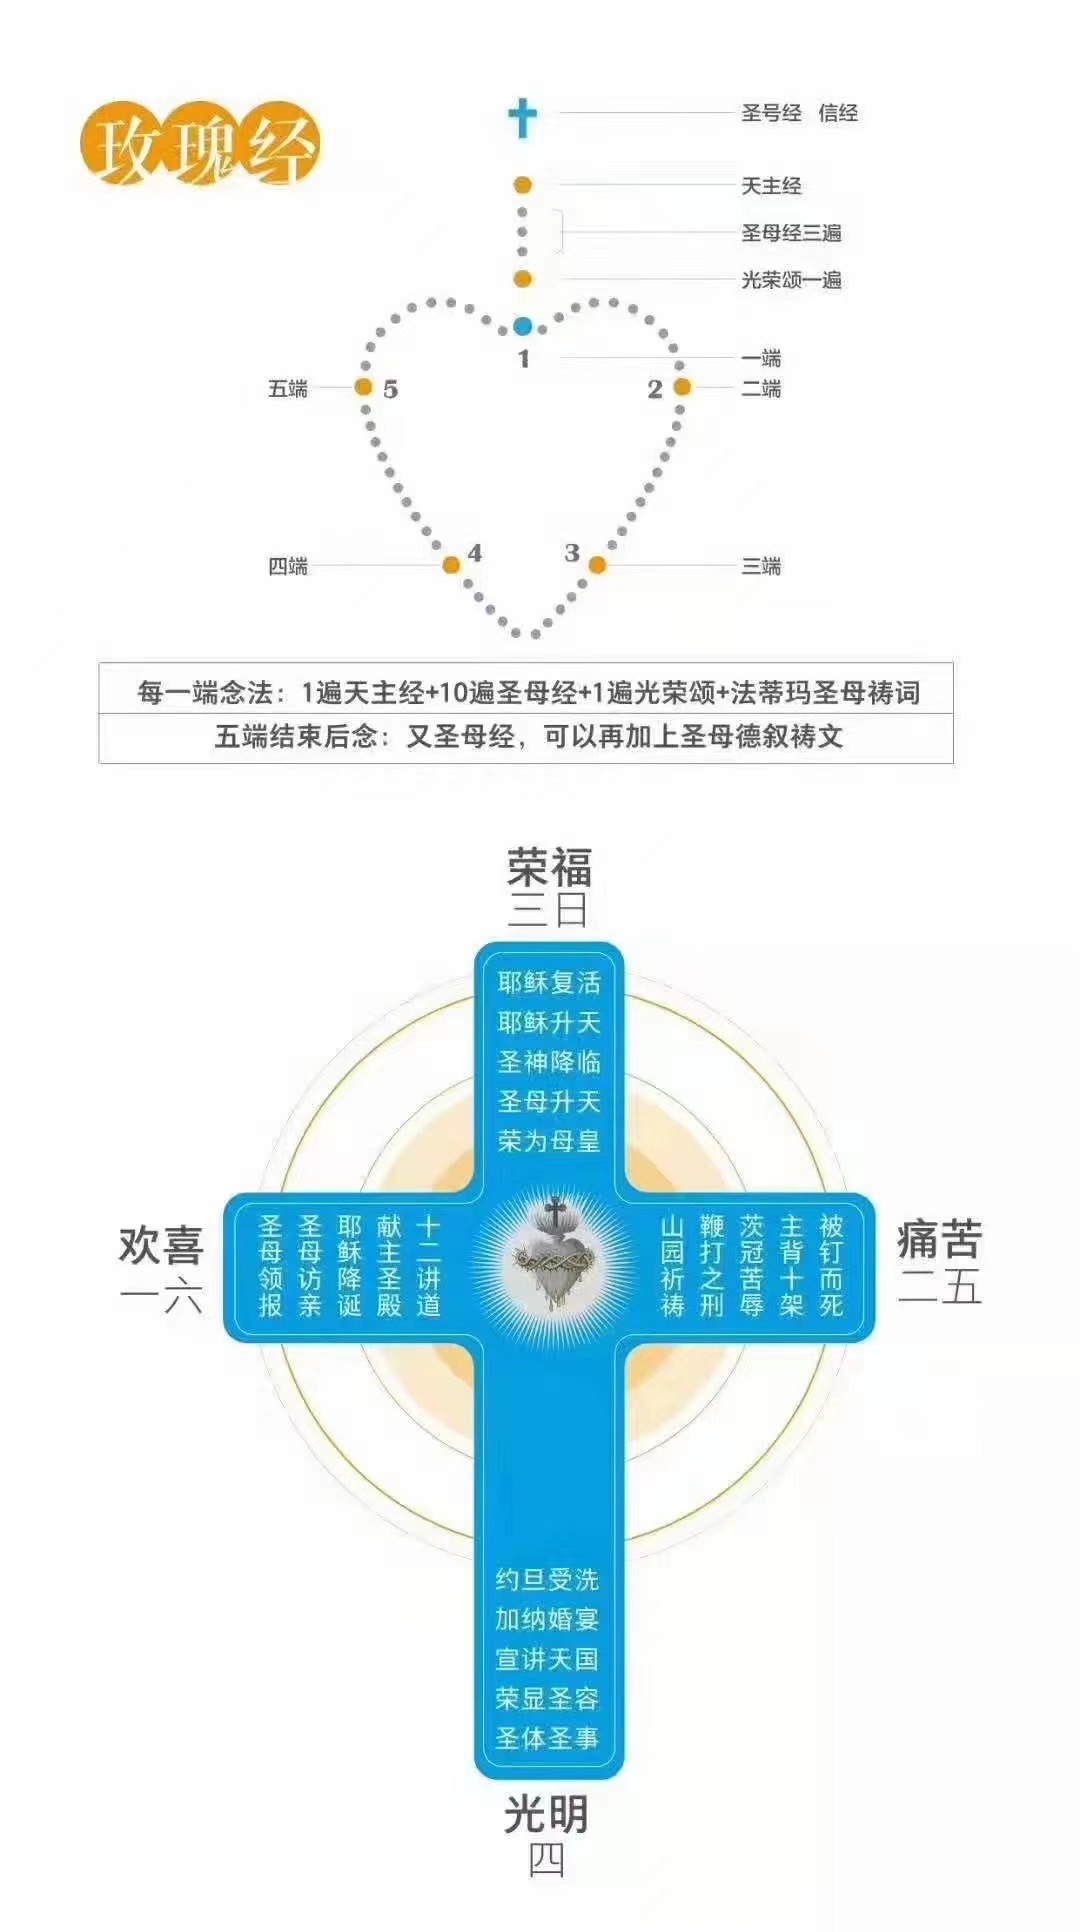 玫瑰经
圣号经 信经
天主经
圣母经三遍
光荣颂一遍
1
一端
五端
5
2
二端
四端
4
3
三端
每一端念法：1遍天主经+10遍圣母经+1遍光荣颂+法蒂玛圣母祷词
五端结束后念：又圣母经，可以再加上圣母德叙祷文
荣福
三日
耶稣复活
耶稣升天
圣神降临
圣母升天
荣为母皇
欢喜
一六
圣母领报
圣母访亲
耶稣降诞
献主圣殿
十二讲道
山园祈祷
鞭打之刑
茨冠苦辱
主背十架
被钉而死
痛苦
二五
约旦受洗
加纳婚宴
宣讲天国
荣显圣容
圣体圣事
光明
四